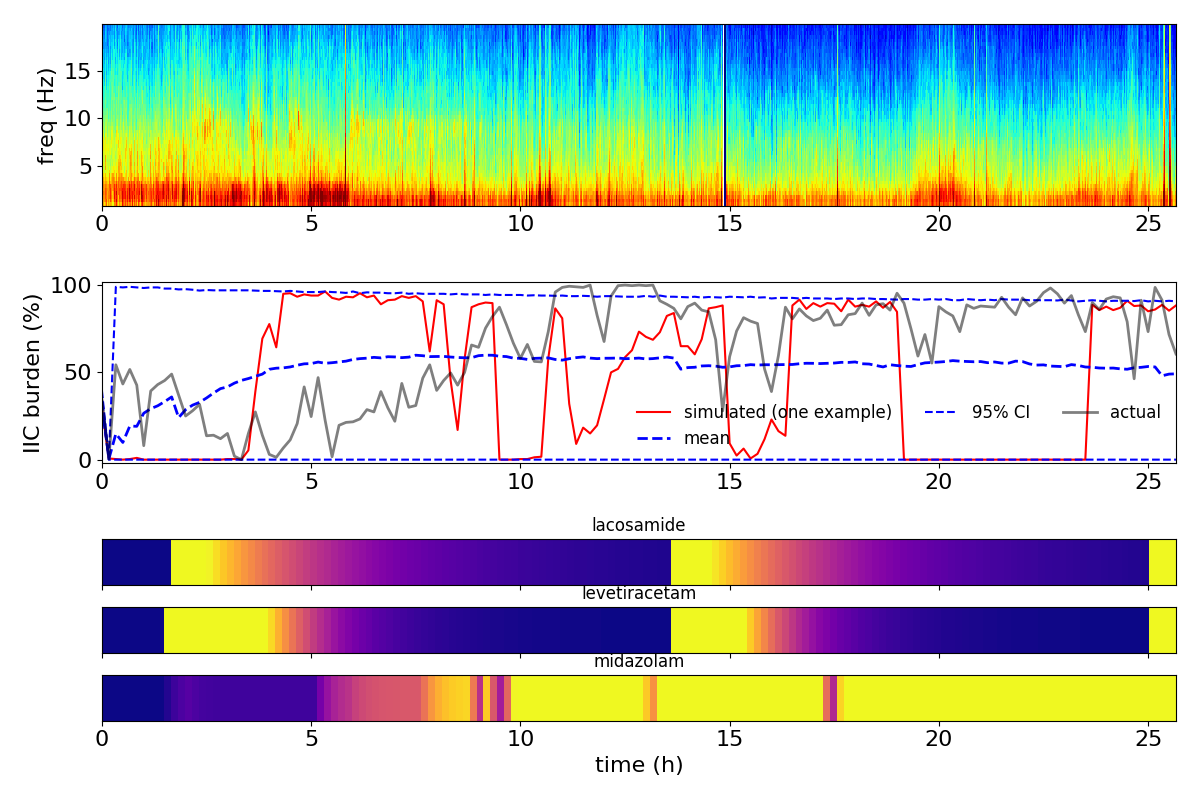 freq (Hz)
15
10
5
0 5 10 15 20 25
IIC burden (%)
100
50
0
simulated (one example) 95% CI actual
mean
0 5 10 15 20 25
lacosamide
levetiracetam
midazolam
0 5 10 15 20 25
time (h)